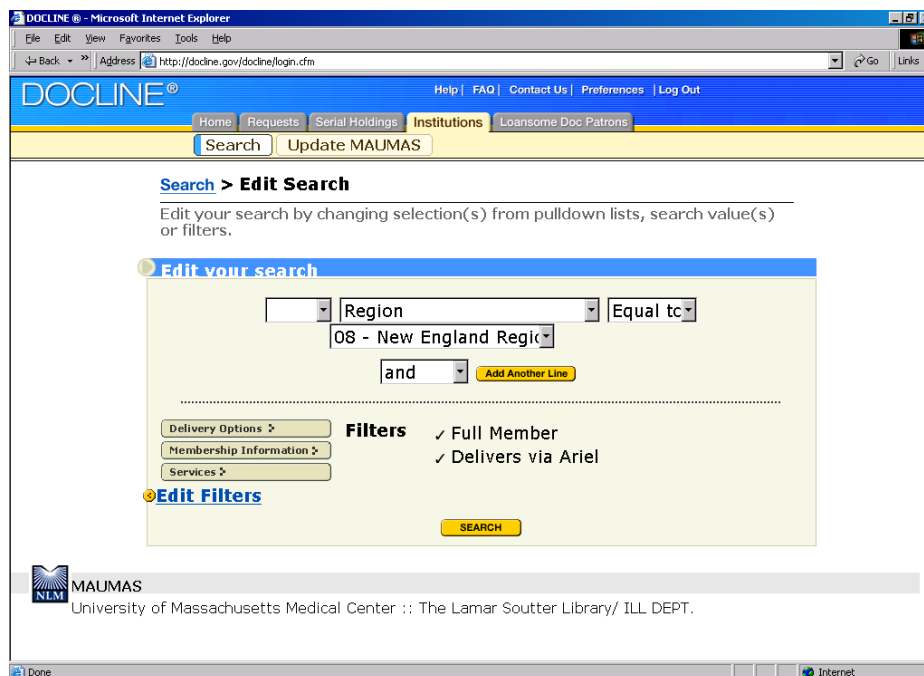 DOCLINE ® - Microsoft Internet Explorer
File Edit View Favorites Tools Help
Back » Address http://docline.gov/docline/login.cfm Go Links
DOCLINE®
Help | FAQ | Contact Us | Preferences | Log Out
Home Requests Serial Holdings Institutions Loansome Doc Patrons
Search Update MAUMAS
Search > Edit Search
Edit your search by changing selection(s) from pulldown lists, search value(s)
or filters.
Edit your search
Region Equal to
08 - New England Regi
and Add Another Line
Delivery Options Filters ✓ Full Member
Membership Information ✓ Delivers via Ariel
Services
Edit Filters
SEARCH
NLM MAUMAS
University of Massachusetts Medical Center :: The Lamar Soutter Library/ ILL DEPT.
Done Internet